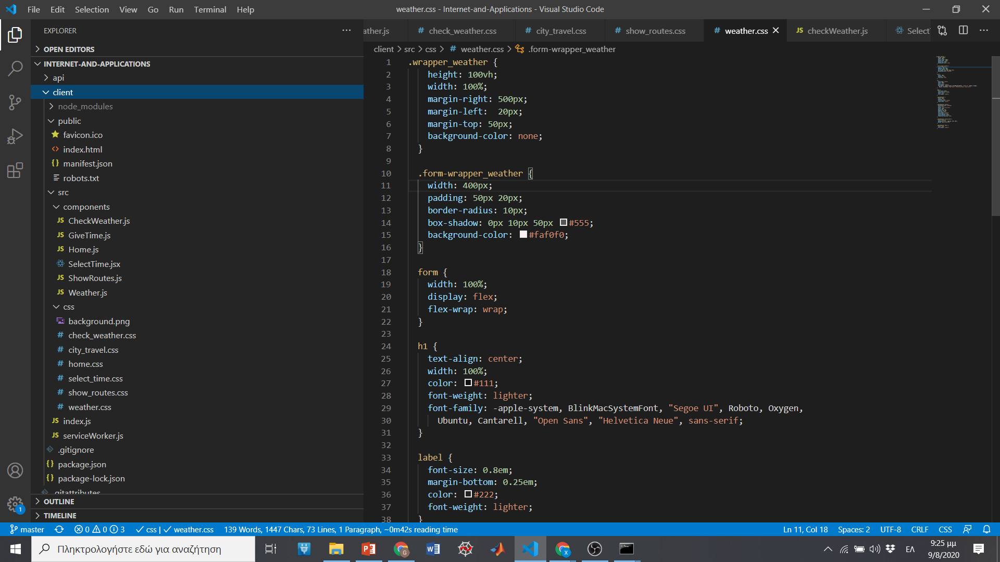 File Edit Selection View Go Run Terminal Help
weather.css - Internet-and-Applications - Visual Studio Code
EXPLORER
OPEN EDITORS
INTERNET-AND-APPLICATIONS
api
client
node_modules
public
favicon.ico
index.html
manifest.json
robots.txt
src
components
JS CheckWeather.js
JS GiveTime.js
JS Home.js
SelectTime.jsx
JS ShowRoutes.js
JS Weather.js
css
background.png
# check_weather.css
# city_travel.css
# home.css
# select_time.css
# show_routes.css
# weather.css
JS index.js
JS serviceWorker.js
.gitignore
{} package.json
{} package-lock.json
.gitattributes
OUTLINE
TIMELINE
ather.js # check_weather.css # city_travel.css # show_routes.css # weather.css JS checkWeather.js Select
client > src > css > # weather.css > .form-wrapper_weather
1 .wrapper_weather {
2 height: 100vh;
3 width: 100%;
4 margin-right: 500px;
5 margin-left:  20px;
6 margin-top: 50px;
7 background-color: none;
8 }
9
10 .form-wrapper_weather {
11 width: 400px;
12 padding: 50px 20px;
13 border-radius: 10px;
14 box-shadow: 0px 10px 50px #555;
15 background-color: #faf0f0;
16 }
17
18 form {
19 width: 100%;
20 display: flex;
21 flex-wrap: wrap;
22 }
23
24 h1 {
25 text-align: center;
26 width: 100%;
27 color: #111;
28 font-weight: lighter;
29 font-family: -apple-system, BlinkMacSystemFont, "Segoe UI", Roboto, Oxygen,
30 Ubuntu, Cantarell, "Open Sans", "Helvetica Neue", sans-serif;
31 }
32
33 label {
34 font-size: 0.8em;
35 margin-bottom: 0.25em;
36 color: #222;
37 font-weight: lighter;
38 }
1
master 0 0 3 css | weather.css 139 Words, 1447 Chars, 73 Lines, 1 Paragraph, ~0m42s reading time Ln 11, Col 18 Spaces: 2 UTF-8 CRLF CSS
Πληκτρολογήστε εδώ για αναζήτηση
ΕΛ
9:25 μμ
9/8/2020